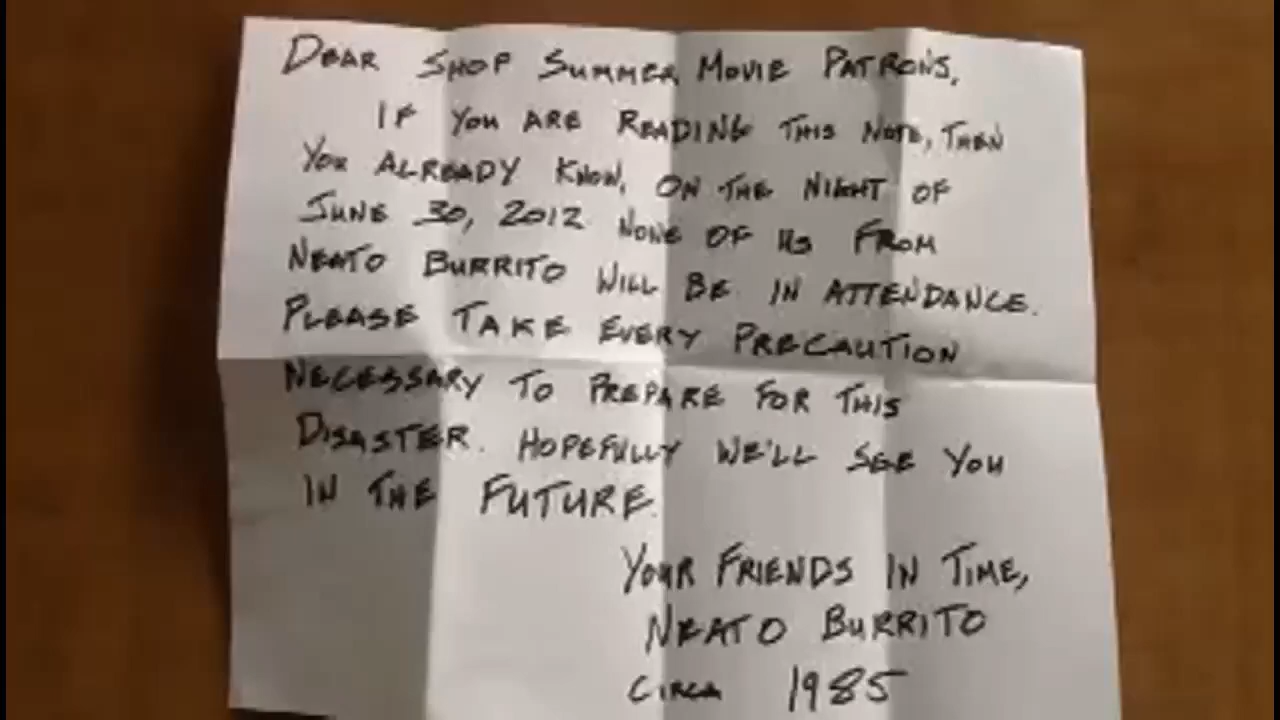 DEAR SHOP SUMMER MOVIE PATRONS,
IF YOU ARE READING THIS NOTE, THEN
YOU ALREADY KNOW, ON THE NIGHT OF
JUNE 30, 2012 NONE OF US FROM
NEATO BURRITO WILL BE IN ATTENDANCE.
PLEASE TAKE EVERY PRECAUTION
NECESSARY TO PREPARE FOR THIS
DISASTER. HOPEFULLY WE'LL SEE YOU
IN THE FUTURE.
YOUR FRIENDS IN TIME,
NEATO BURRITO
CIRCA 1985